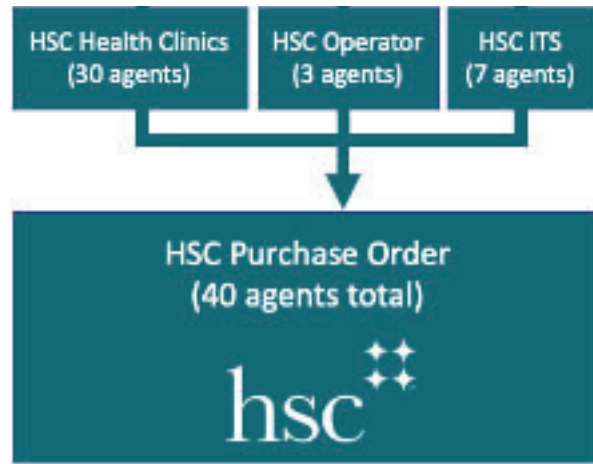 HSC Health Clinics
(30 agents)
HSC Operator
(3 agents)
HSC ITS
(7 agents)
HSC Purchase Order
(40 agents total)
hsc